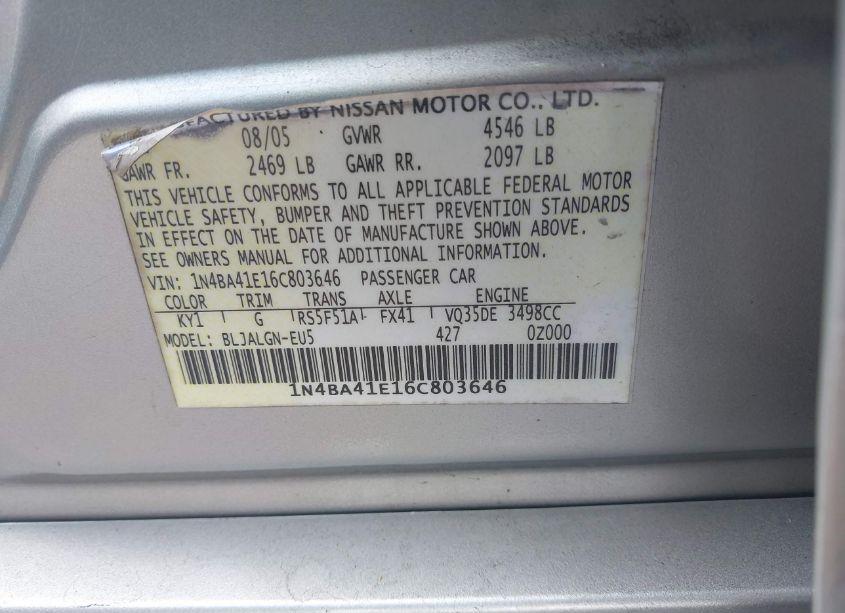 MANUFACTURED BY NISSAN MOTOR CO., LTD.
08/05 GVWR 4546 LB
GAWR FR. 2469 LB GAWR RR. 2097 LB
THIS VEHICLE CONFORMS TO ALL APPLICABLE FEDERAL MOTOR
VEHICLE SAFETY, BUMPER AND THEFT PREVENTION STANDARDS
IN EFFECT ON THE DATE OF MANUFACTURE SHOWN ABOVE.
SEE OWNERS MANUAL FOR ADDITIONAL INFORMATION.
VIN: 1N4BA41E16C803646 PASSENGER CAR
COLOR TRIM TRANS AXLE ENGINE
KY1 G RS5F51A FX41 VQ35DE 3498CC
MODEL: BLJALGN-EU5 427 0Z000
1N4BA41E16C803646